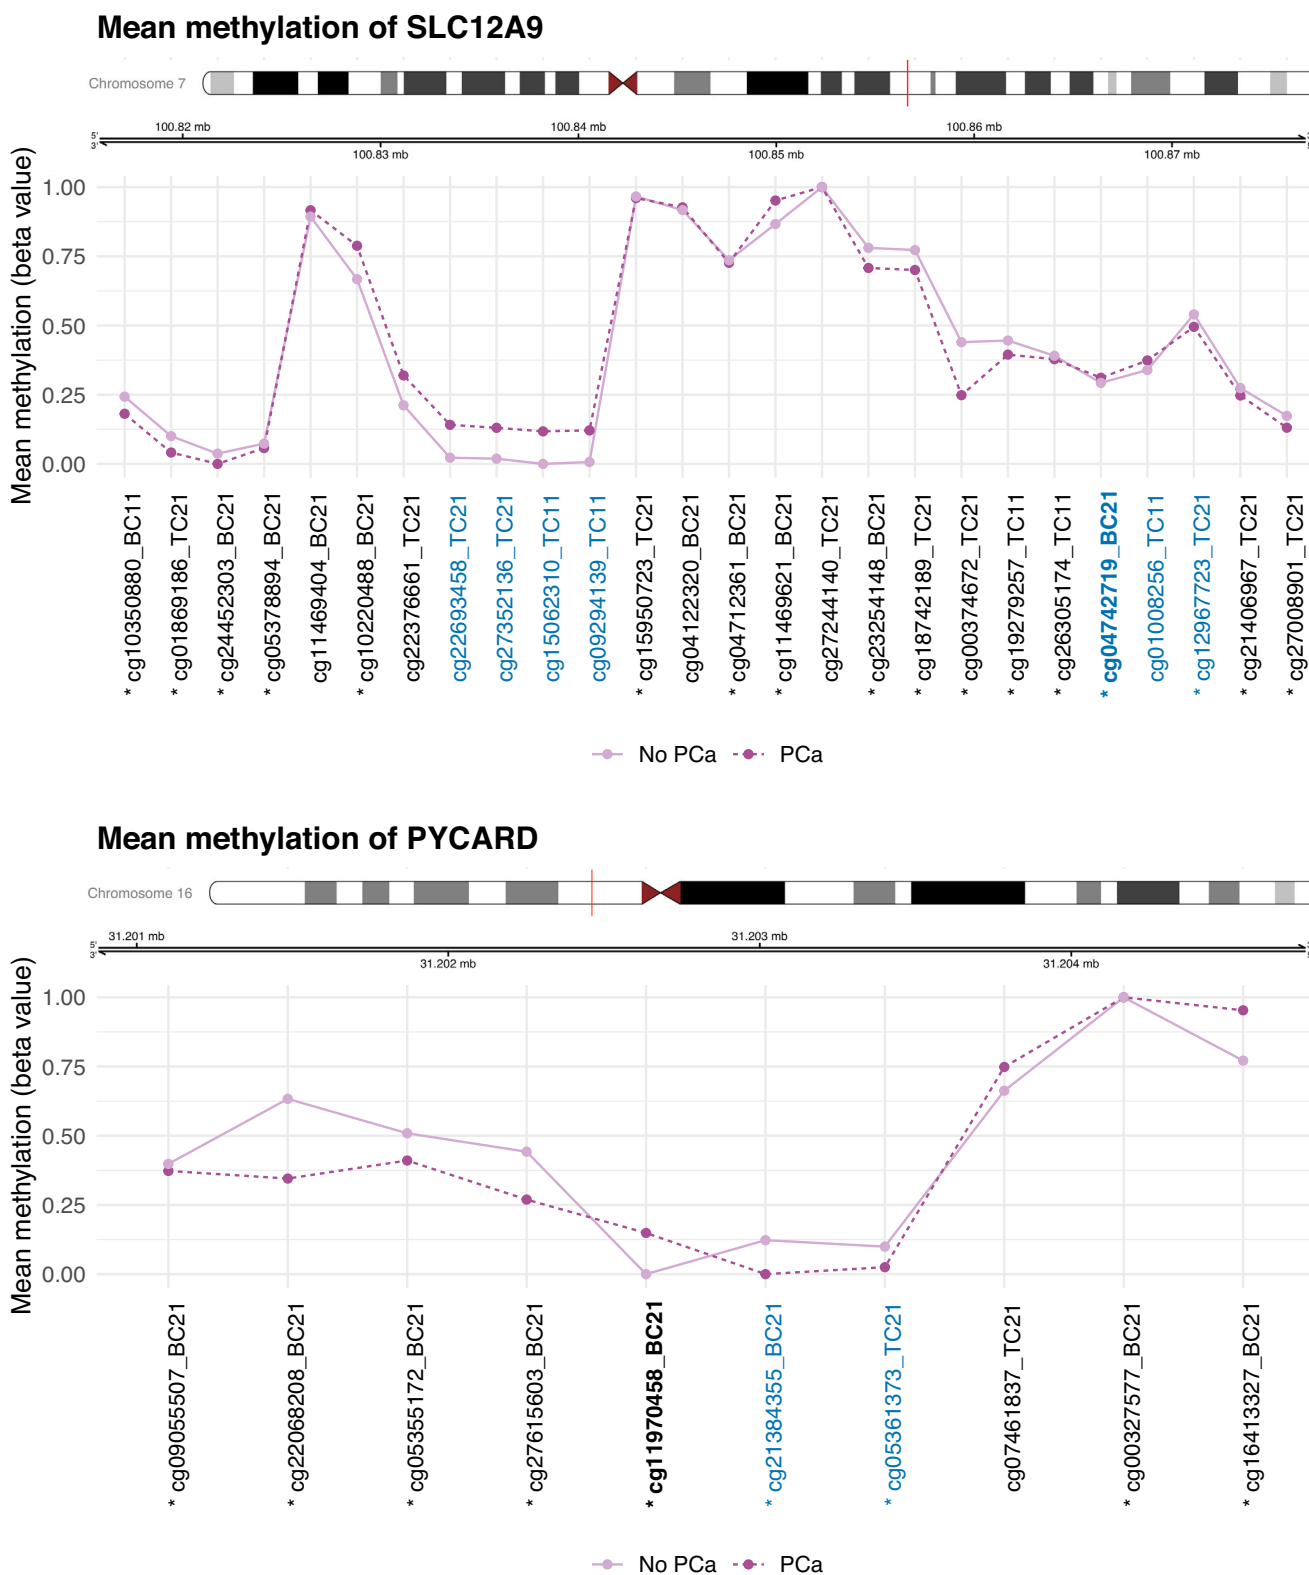 Mean methylation of SLC12A9
Chromosome 7
100.82 mb
100.84 mb
100.86 mb
5'
3'
100.83 mb
100.85 mb
100.87 mb
Mean methylation (beta value)
1.00
0.75
0.50
0.25
0.00
* cg10350880_BC11
* cg01869186_TC21
* cg24452303_BC21
* cg05378894_BC21
cg11469404_BC21
* cg10220488_BC21
cg22376661_TC21
cg22693458_TC21
cg27352136_TC21
cg15062310_TC11
cg09294139_TC11
* cg15950723_TC21
cg04122320_BC21
* cg04712361_BC21
* cg11469621_BC21
cg27244140_TC21
* cg23254148_BC21
* cg18742189_TC21
* cg00374672_TC21
* cg19279257_TC11
* cg26305174_TC11
* cg04742719_BC21
cg01008256_TC11
* cg12967723_TC21
* cg21406967_TC21
* cg27008901_TC21
No PCa
PCa
Mean methylation of PYCARD
Chromosome 16
31.201 mb
31.203 mb
5'
3'
31.202 mb
31.204 mb
Mean methylation (beta value)
1.00
0.75
0.50
0.25
0.00
* cg09055507_BC21
* cg22068208_BC21
* cg05355172_BC21
* cg27615603_BC21
* cg11970458_BC21
* cg21384355_BC21
* cg05361373_TC21
cg07461837_TC21
* cg00327577_BC21
* cg16413327_BC21
No PCa
PCa